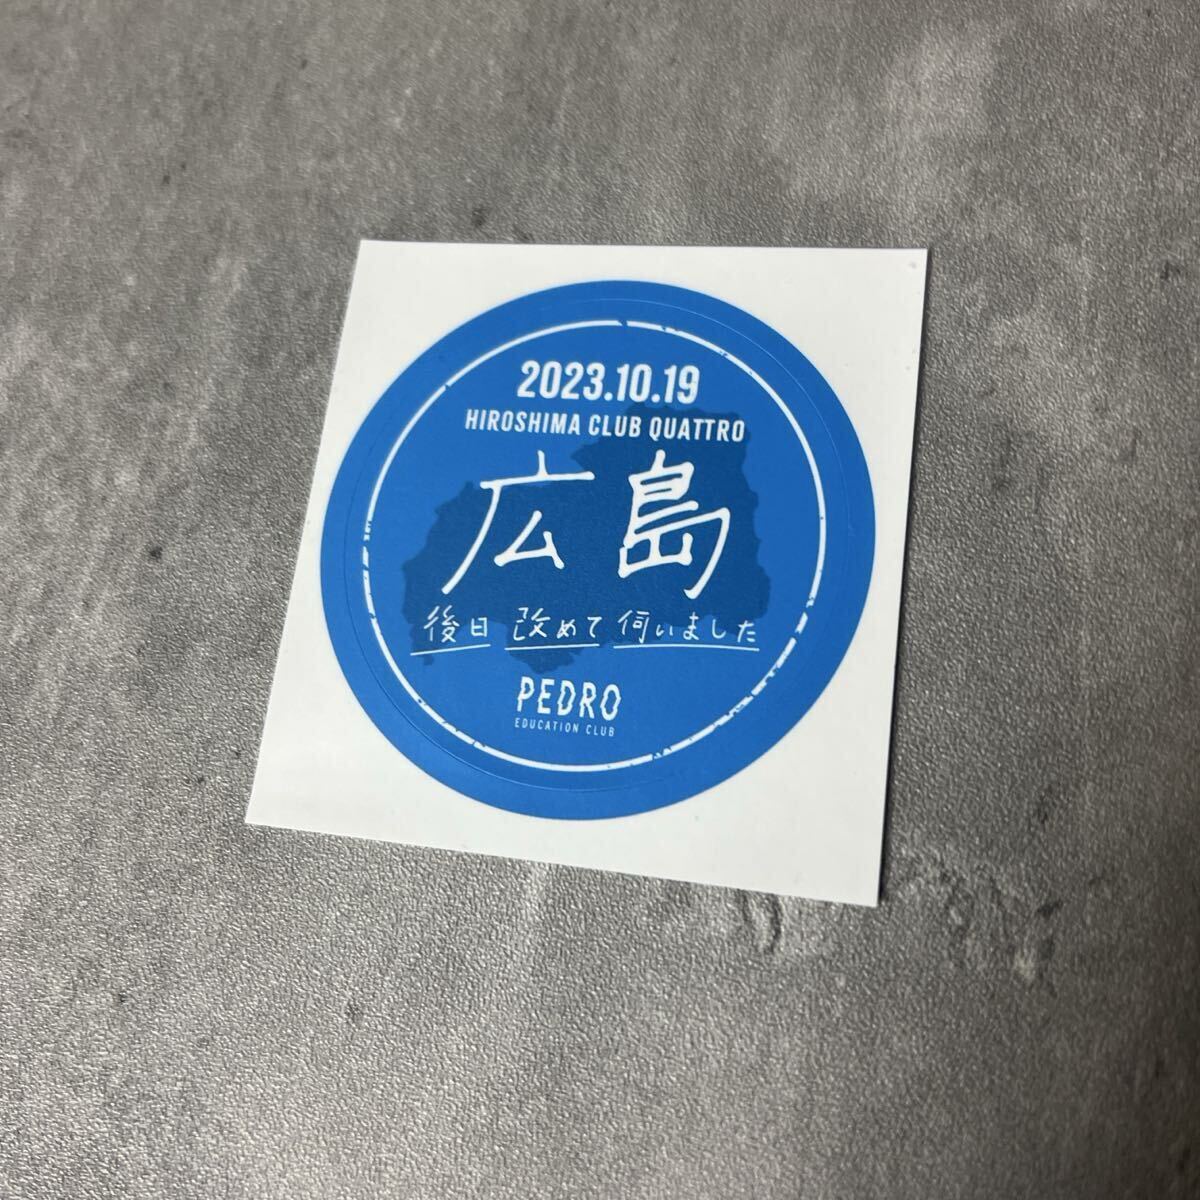 2023.10.19
HIROSHIMA CLUB QUATTRO
広島
後日 改めて 伺いました
PEDRO
EDUCATION CLUB